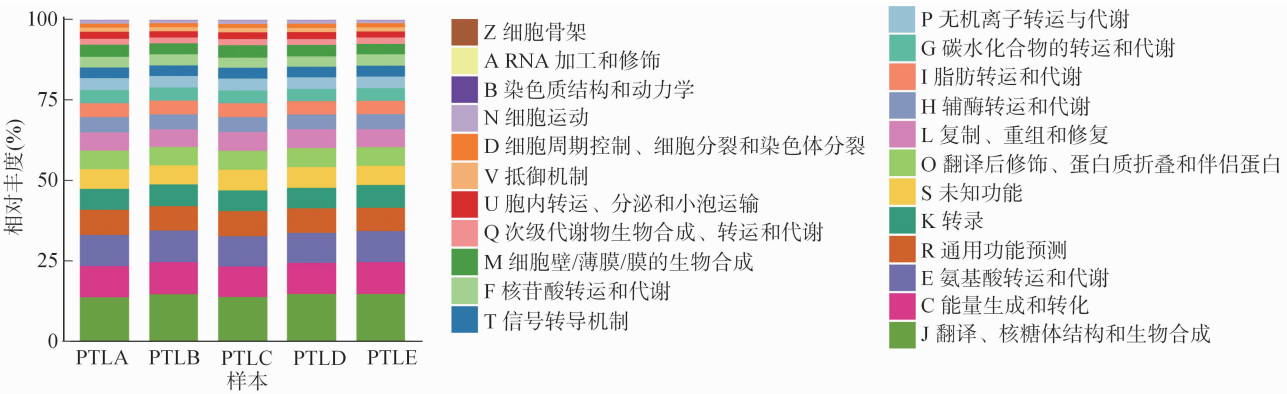 100
75
50
25
0
相对丰度(%)
PTLA
PTLB
PTLC
PTLD
PTLE
样本
Z 细胞骨架
A RNA 加工和修饰
B 染色质结构和动力学
N 细胞运动
D 细胞周期控制、细胞分裂和染色体分裂
V 抵御机制
U 胞内转运、分泌和小泡运输
Q 次级代谢物生物合成、转运和代谢
M 细胞壁/薄膜/膜的生物合成
F 核苷酸转运和代谢
T 信号转导机制
P 无机离子转运与代谢
G 碳水化合物的转运和代谢
I 脂肪转运和代谢
H 辅酶转运和代谢
L 复制、重组和修复
O 翻译后修饰、蛋白质折叠和伴侣蛋白
S 未知功能
K 转录
R 通用功能预测
E 氨基酸转运和代谢
C 能量生成和转化
J 翻译、核糖体结构和生物合成